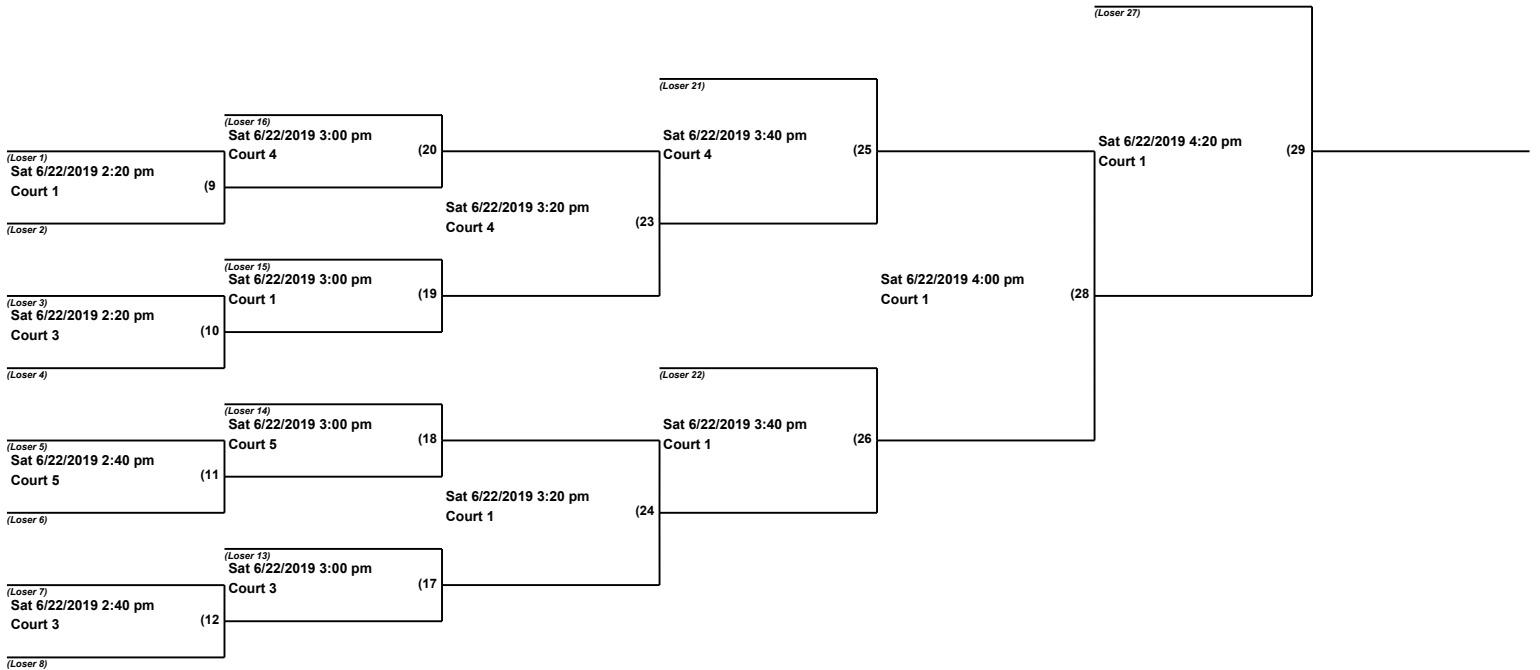 (Loser 27)
(Loser 21)
(Loser 16)
Sat 6/22/2019 3:00 pm
Court 4
(20
Sat 6/22/2019 3:40 pm
Court 4
(25
Sat 6/22/2019 4:20 pm
Court 1
(29
(Loser 1)
Sat 6/22/2019 2:20 pm
Court 1
(9
(Loser 2)
Sat 6/22/2019 3:20 pm
Court 4
(23
(Loser 15)
Sat 6/22/2019 3:00 pm
Court 1
(19
Sat 6/22/2019 4:00 pm
Court 1
(28
(Loser 3)
Sat 6/22/2019 2:20 pm
Court 3
(10
(Loser 4)
(Loser 22)
(Loser 14)
Sat 6/22/2019 3:00 pm
Court 5
(18
Sat 6/22/2019 3:40 pm
Court 1
(26
(Loser 5)
Sat 6/22/2019 2:40 pm
Court 5
(11
(Loser 6)
Sat 6/22/2019 3:20 pm
Court 1
(24
(Loser 13)
Sat 6/22/2019 3:00 pm
Court 3
(17
(Loser 7)
Sat 6/22/2019 2:40 pm
Court 3
(12
(Loser 8)